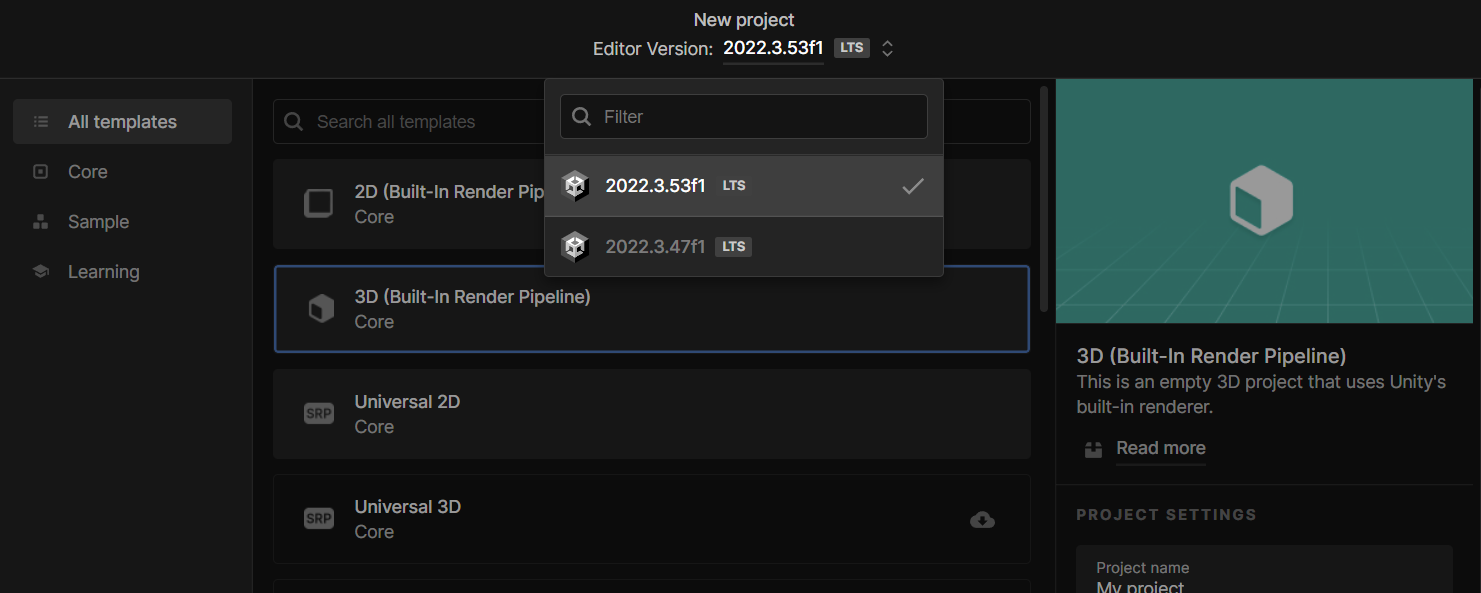 New project
Editor Version: 2022.3.53f1 LTS
All templates
Core
Sample
Learning
Search all templates
Filter
2022.3.53f1 LTS
2022.3.47f1 LTS
2D (Built-In Render Pip
Core
3D (Built-In Render Pipeline)
Core
SRP
Universal 2D
Core
SRP
Universal 3D
Core
3D (Built-In Render Pipeline)
This is an empty 3D project that uses Unity's
built-in renderer.
Read more
PROJECT SETTINGS
Project name
My project